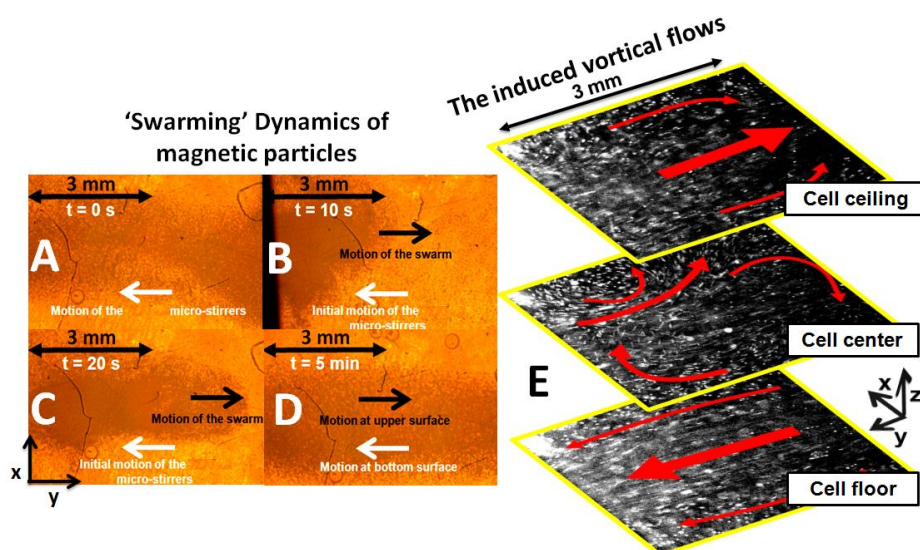 'Swarming' Dynamics of
magnetic particles
3 mm
t = 0 s
A
Motion of the micro-stirrers
3 mm
t = 10 s
B
Motion of the swarm
Initial motion of the
micro-stirrers
3 mm
t = 20 s
C
Motion of the swarm
Initial motion of the
micro-stirrers
3 mm
t = 5 min
D
Motion at upper surface
Motion at bottom surface
x
y
The induced vortical flows
3 mm
Cell ceiling
Cell center
E
x
z
y
Cell floor